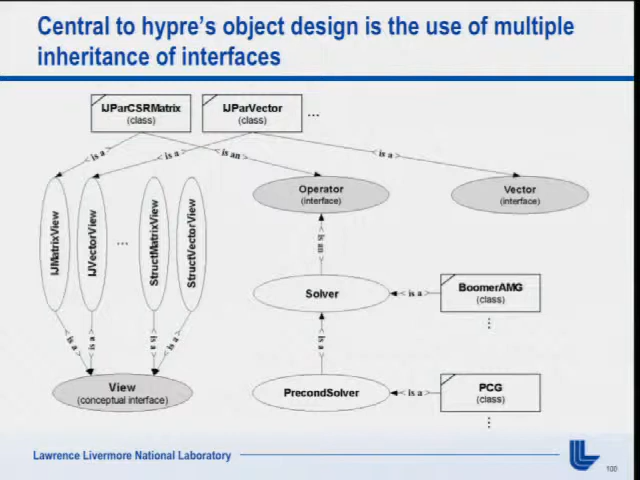 Central to hypre's object design is the use of multiple
inheritance of interfaces
IJParCSRMatrix
(class)
IJParVector
(class)
...
< is a >
< is a >
< is an >
< is a >
Operator
(interface)
Vector
(interface)
IJMatrixView
IJVectorView
...
StructMatrixView
StructVectorView
< is an >
Solver
< is a >
BoomerAMG
(class)
< is a >
< is a >
< is a >
< is a >
< is a >
View
(conceptual interface)
PrecondSolver
< is a >
PCG
(class)
Lawrence Livermore National Laboratory
100